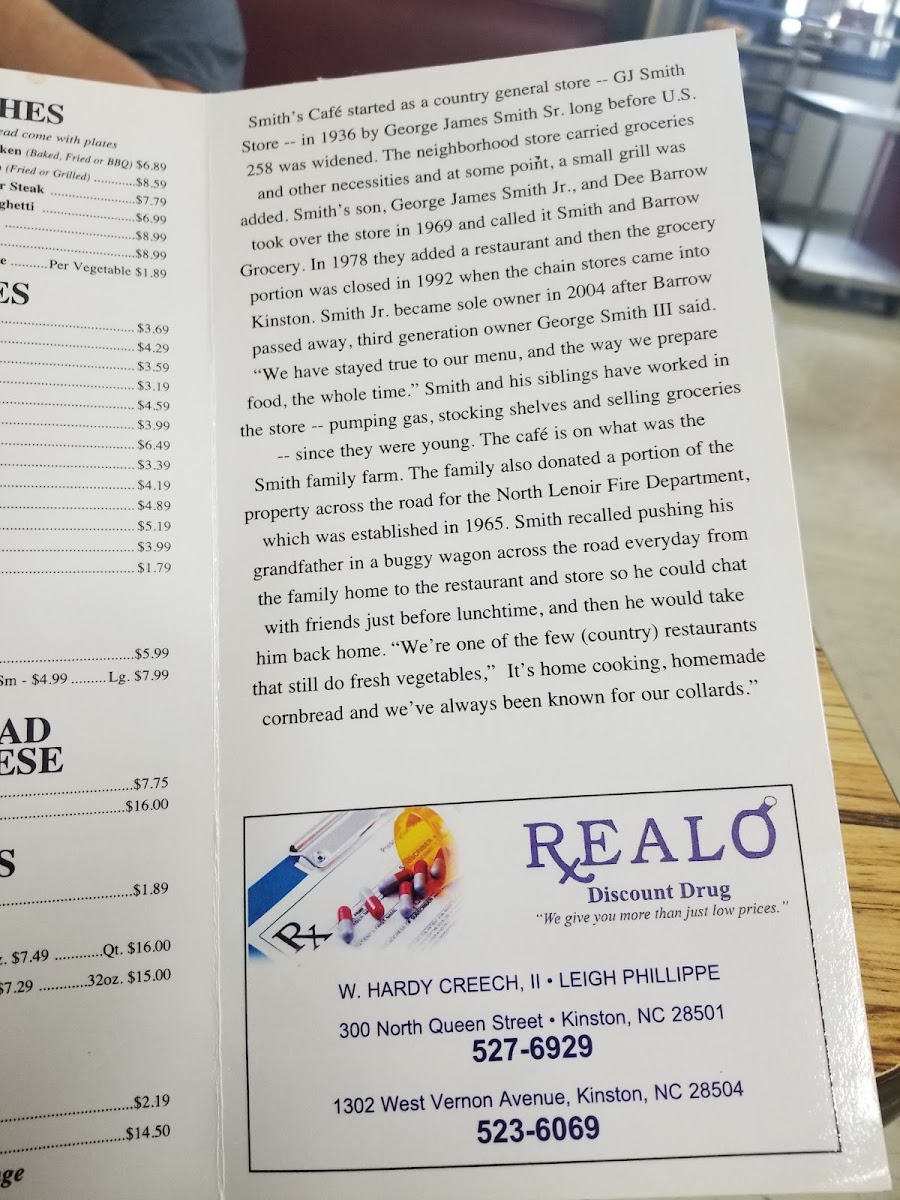 HES
ead come with plates
ken (Baked, Fried or BBQ) $6.89
(Fried or Grilled) ...........$8.59
r Steak ......................$7.79
ghetti .........................$6.99
..................................$8.99
..................................$8.99
e ..........Per Vegetable $1.89
ES
..................................$3.69
..................................$4.29
..................................$3.59
..................................$3.19
..................................$4.59
..................................$3.99
..................................$6.49
..................................$3.39
..................................$4.19
..................................$4.89
..................................$5.19
..................................$3.99
..................................$1.79
..................................$5.99
Sm - $4.99 .........Lg. $7.99
AD
ESE
..................................$7.75
..................................$16.00
S
..................................$1.89
z. $7.49 ...........Qt. $16.00
$7.29 ............32oz. $15.00
..................................$2.19
..................................$14.50
ge
Smith's Café started as a country general store -- GJ Smith
Store -- in 1936 by George James Smith Sr. long before U.S.
258 was widened. The neighborhood store carried groceries
and other necessities and at some point, a small grill was
added. Smith's son, George James Smith Jr., and Dee Barrow
took over the store in 1969 and called it Smith and Barrow
Grocery. In 1978 they added a restaurant and then the grocery
portion was closed in 1992 when the chain stores came into
Kinston. Smith Jr. became sole owner in 2004 after Barrow
passed away, third generation owner George Smith III said.
“We have stayed true to our menu, and the way we prepare
food, the whole time.” Smith and his siblings have worked in
the store -- pumping gas, stocking shelves and selling groceries
-- since they were young. The café is on what was the
Smith family farm. The family also donated a portion of the
property across the road for the North Lenoir Fire Department,
which was established in 1965. Smith recalled pushing his
grandfather in a buggy wagon across the road everyday from
the family home to the restaurant and store so he could chat
with friends just before lunchtime, and then he would take
him back home. “We're one of the few (country) restaurants
that still do fresh vegetables,” It's home cooking, homemade
cornbread and we've always been known for our collards.”
Rx
REALO
Discount Drug
“We give you more than just low prices.”
W. HARDY CREECH, II • LEIGH PHILLIPPE
300 North Queen Street • Kinston, NC 28501
527-6929
1302 West Vernon Avenue, Kinston, NC 28504
523-6069